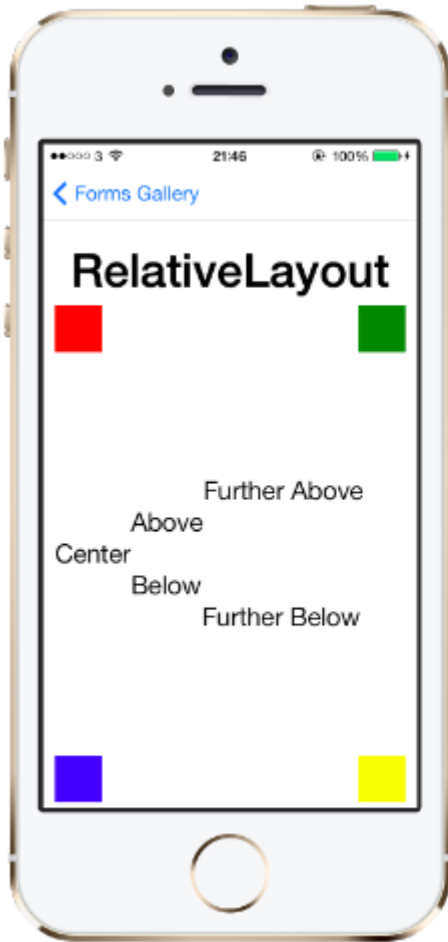 3 21:46 100%
Forms Gallery
RelativeLayout
Further Above
Above
Center
Below
Further Below